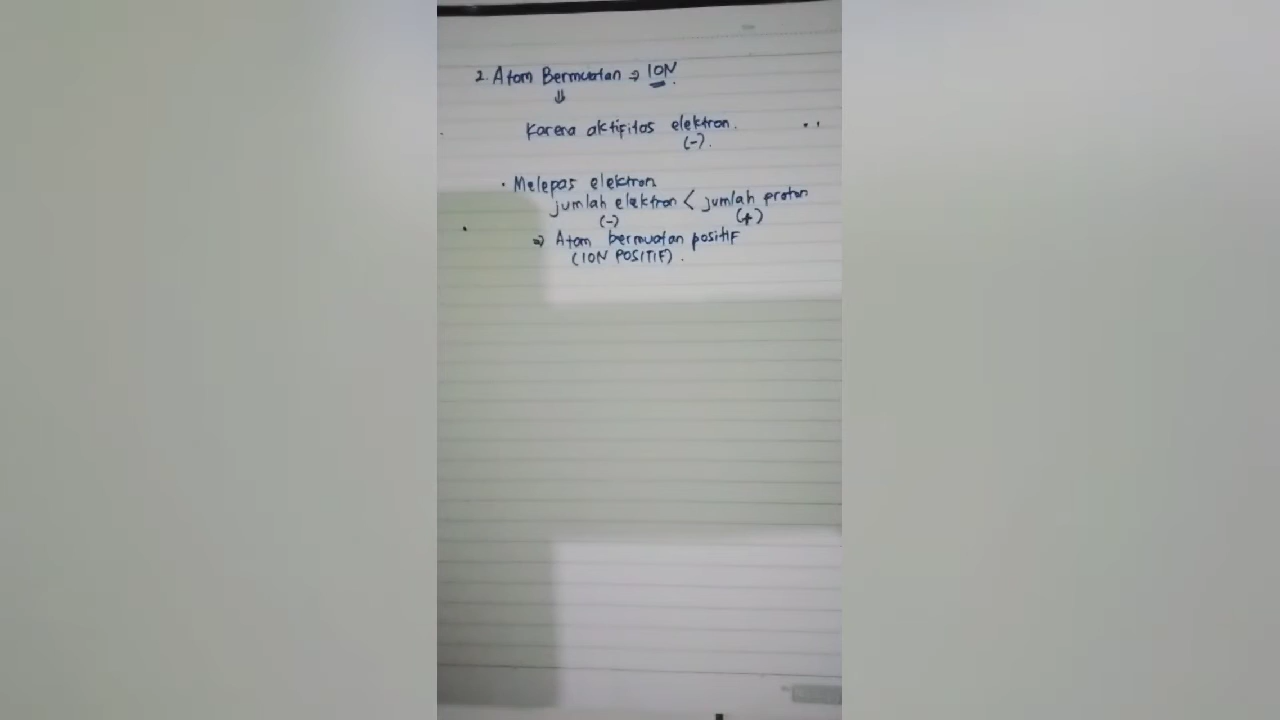 2. Atom Bermuatan ⇒ ION.
⇓
Karena aktifitas elektron.
(-).
• Melepas elektron
jumlah elektron < jumlah proton
(-) (+)
⇒ Atom bermuatan positif
(ION POSITIF).